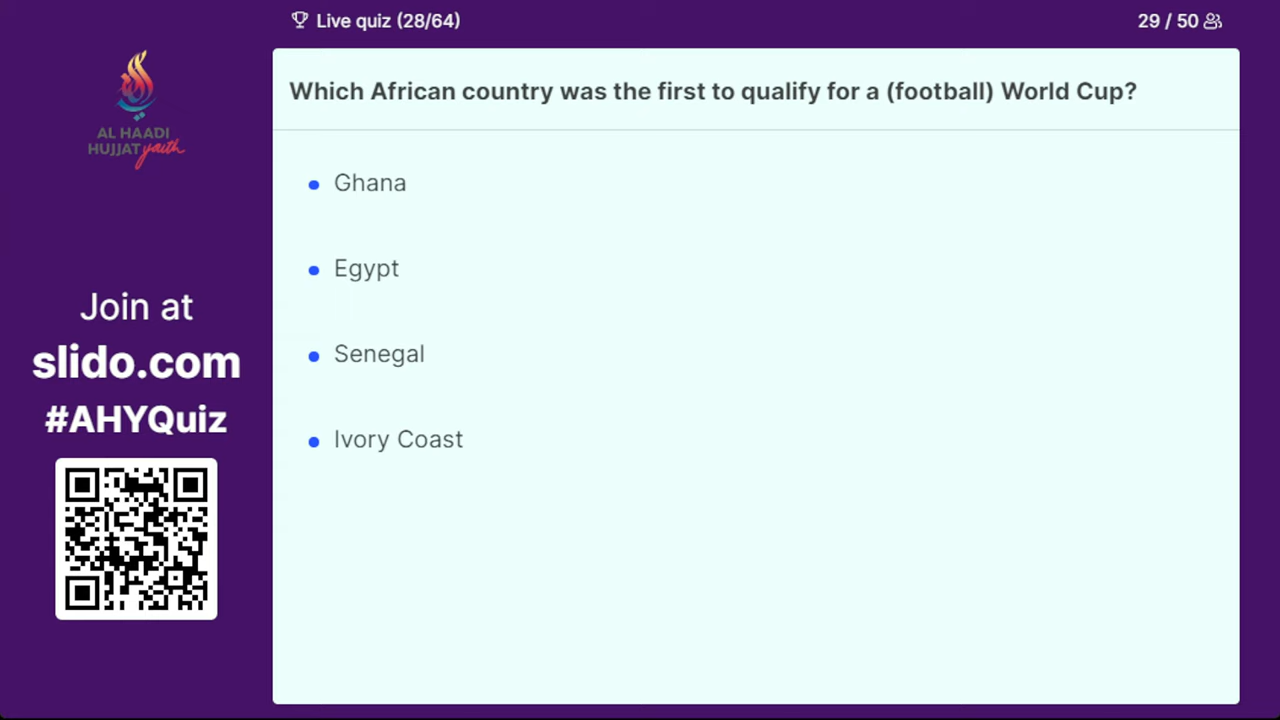 Live quiz (28/64)
29 / 50
AL HAADI
HUJJAT youth
Which African country was the first to qualify for a (football) World Cup?
Ghana
Egypt
Senegal
Ivory Coast
Join at
slido.com
#AHYQuiz